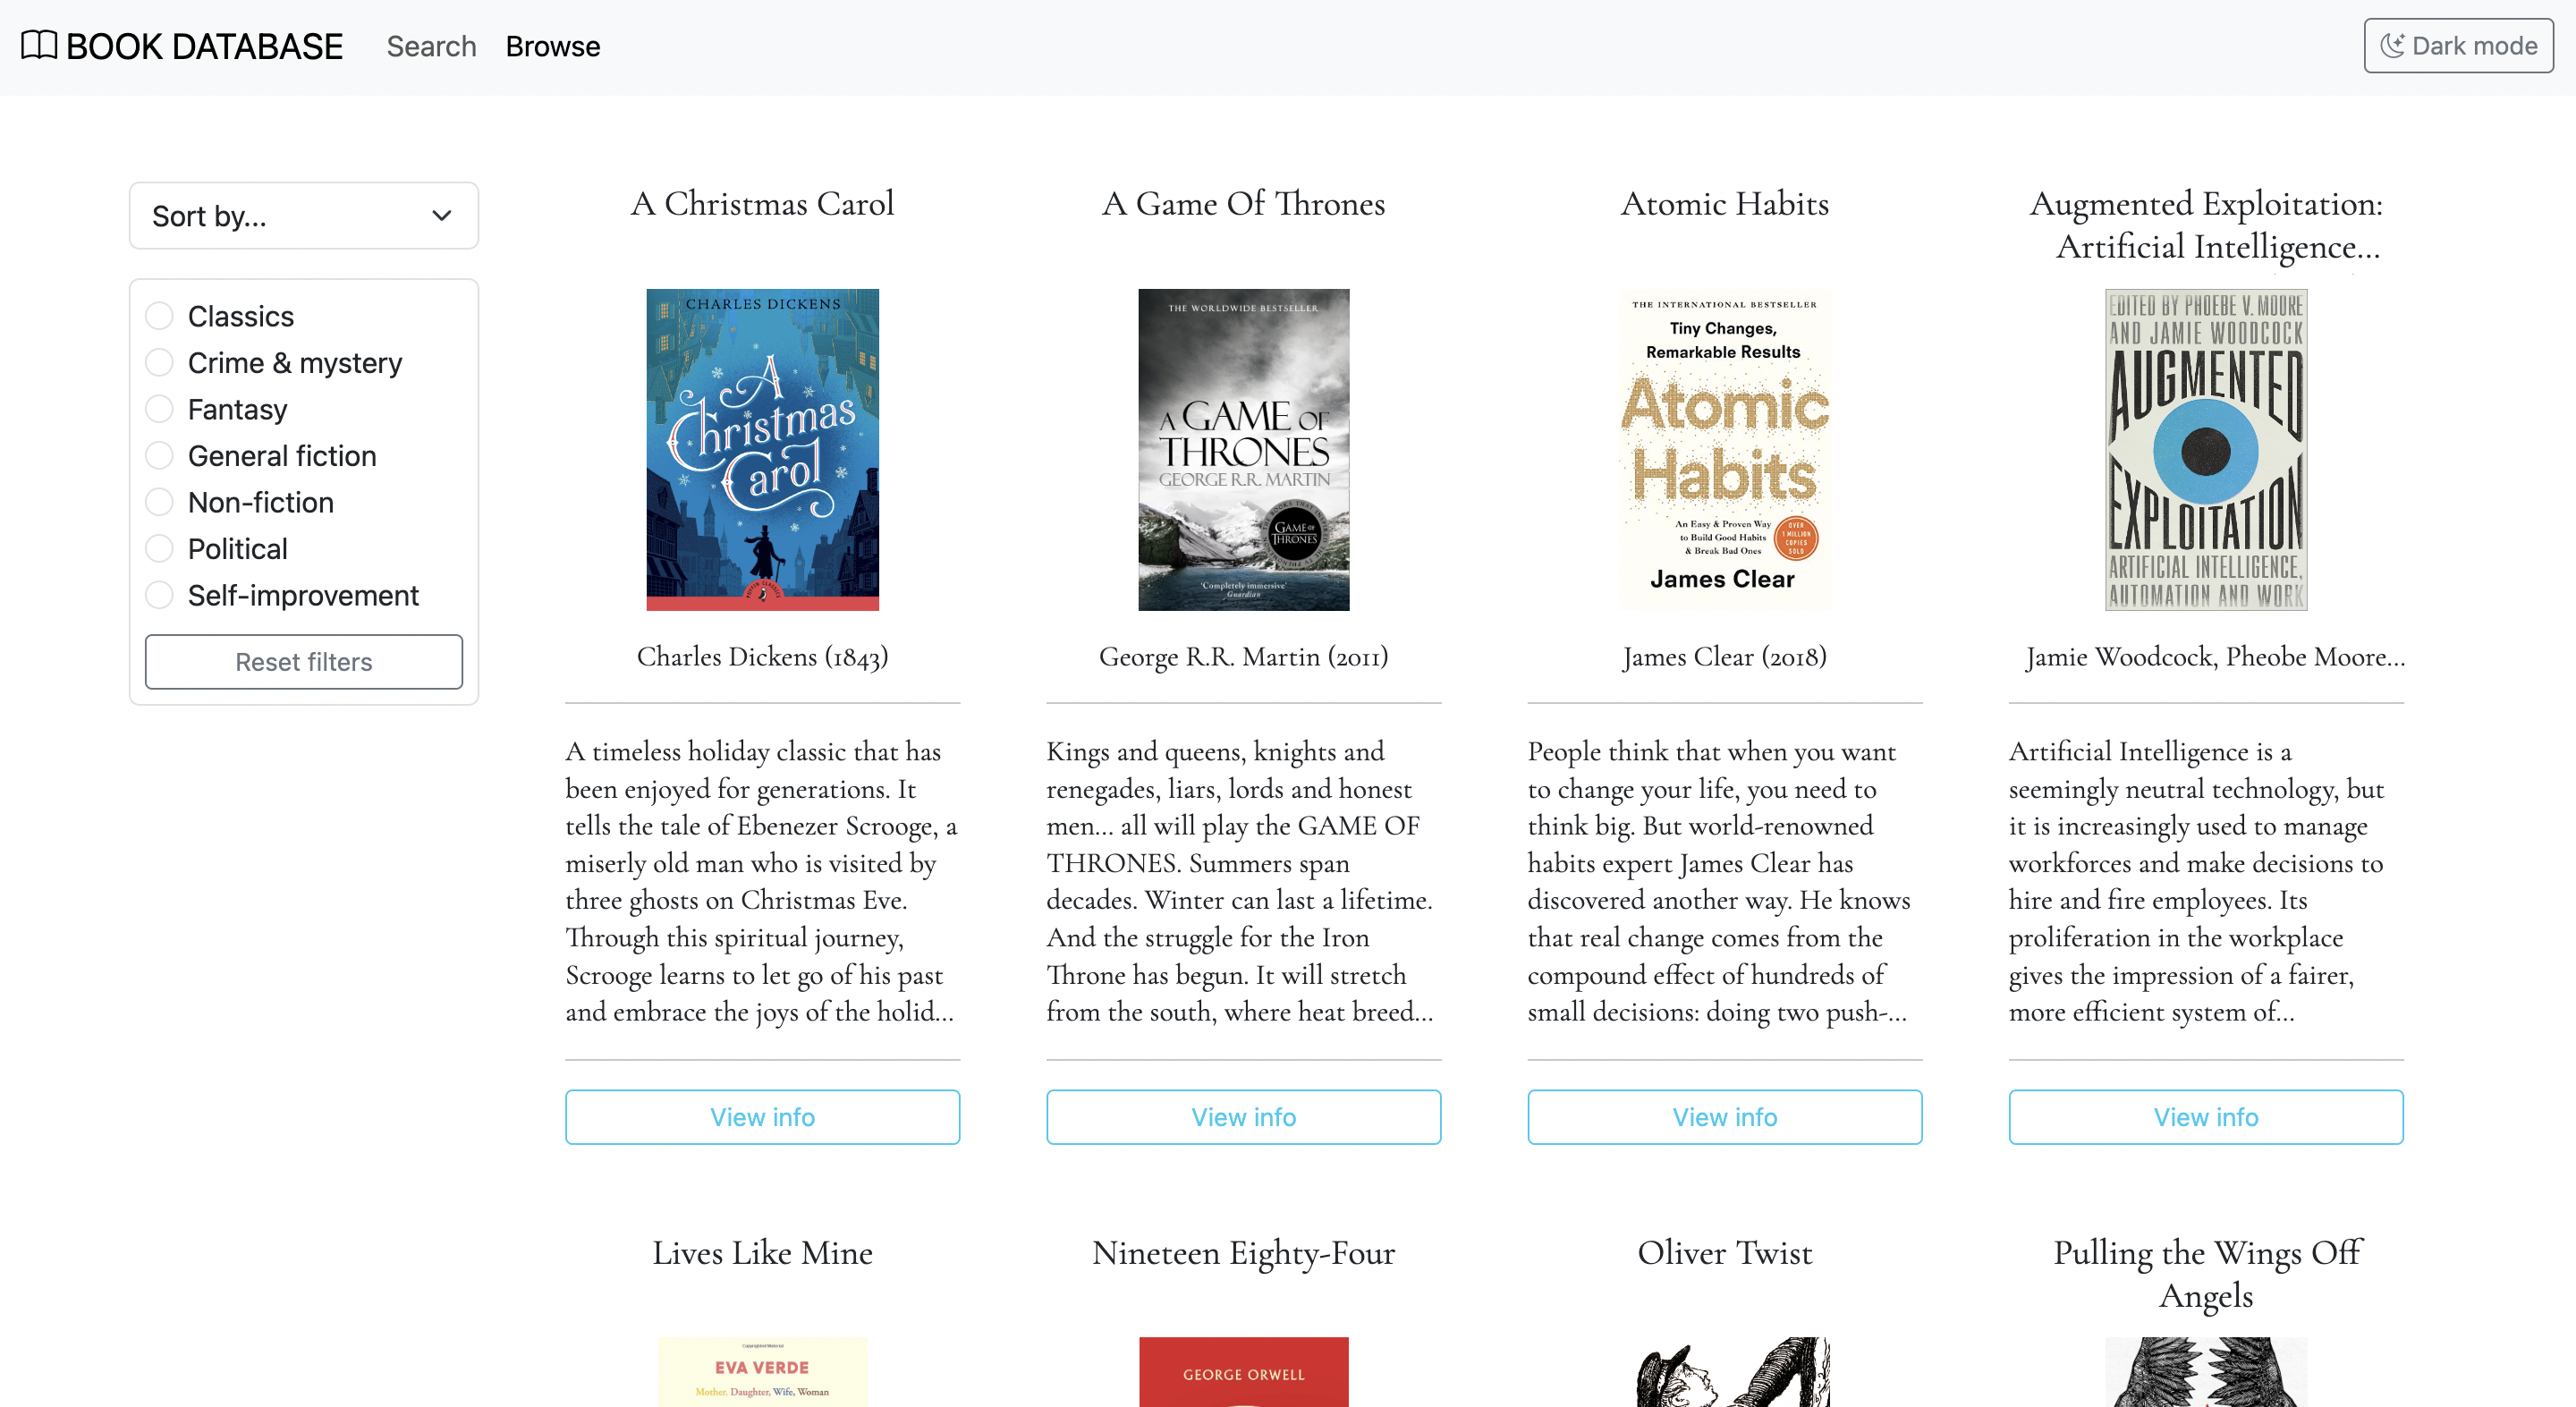 BOOK DATABASE
Search
Browse
Dark mode
Sort by...
Classics
Crime & mystery
Fantasy
General fiction
Non-fiction
Political
Self-improvement
Reset filters
A Christmas Carol
CHARLES DICKENS
A
Christmas
Carol
Charles Dickens (1843)
A timeless holiday classic that has
been enjoyed for generations. It
tells the tale of Ebenezer Scrooge, a
miserly old man who is visited by
three ghosts on Christmas Eve.
Through this spiritual journey,
Scrooge learns to let go of his past
and embrace the joys of the holid...
View info
A Game Of Thrones
THE WORLDWIDE BESTSELLER
A GAME OF
THRONES
GEORGE R.R. MARTIN
GAME OF
THRONES
'Completely immersive'
Guardian
George R.R. Martin (2011)
Kings and queens, knights and
renegades, liars, lords and honest
men... all will play the GAME OF
THRONES. Summers span
decades. Winter can last a lifetime.
And the struggle for the Iron
Throne has begun. It will stretch
from the south, where heat breed...
View info
Atomic Habits
THE INTERNATIONAL BESTSELLER
Tiny Changes,
Remarkable Results
Atomic
Habits
An Easy & Proven Way
to Build Good Habits
& Break Bad Ones
OVER
1 MILLION
COPIES
SOLD
James Clear
James Clear (2018)
People think that when you want
to change your life, you need to
think big. But world-renowned
habits expert James Clear has
discovered another way. He knows
that real change comes from the
compound effect of hundreds of
small decisions: doing two push-...
View info
Augmented Exploitation:
Artificial Intelligence...
EDITED BY PHOEBE V. MOORE
AND JAMIE WOODCOCK
AUGMENTED
EXPLOITATION
ARTIFICIAL INTELLIGENCE,
AUTOMATION AND WORK
Jamie Woodcock, Pheobe Moore...
Artificial Intelligence is a
seemingly neutral technology, but
it is increasingly used to manage
workforces and make decisions to
hire and fire employees. Its
proliferation in the workplace
gives the impression of a fairer,
more efficient system of...
View info
Lives Like Mine
Copyrighted Material
EVA VERDE
Mother, Daughter, Wife, Woman
Nineteen Eighty-Four
GEORGE ORWELL
Oliver Twist
Pulling the Wings Off
Angels